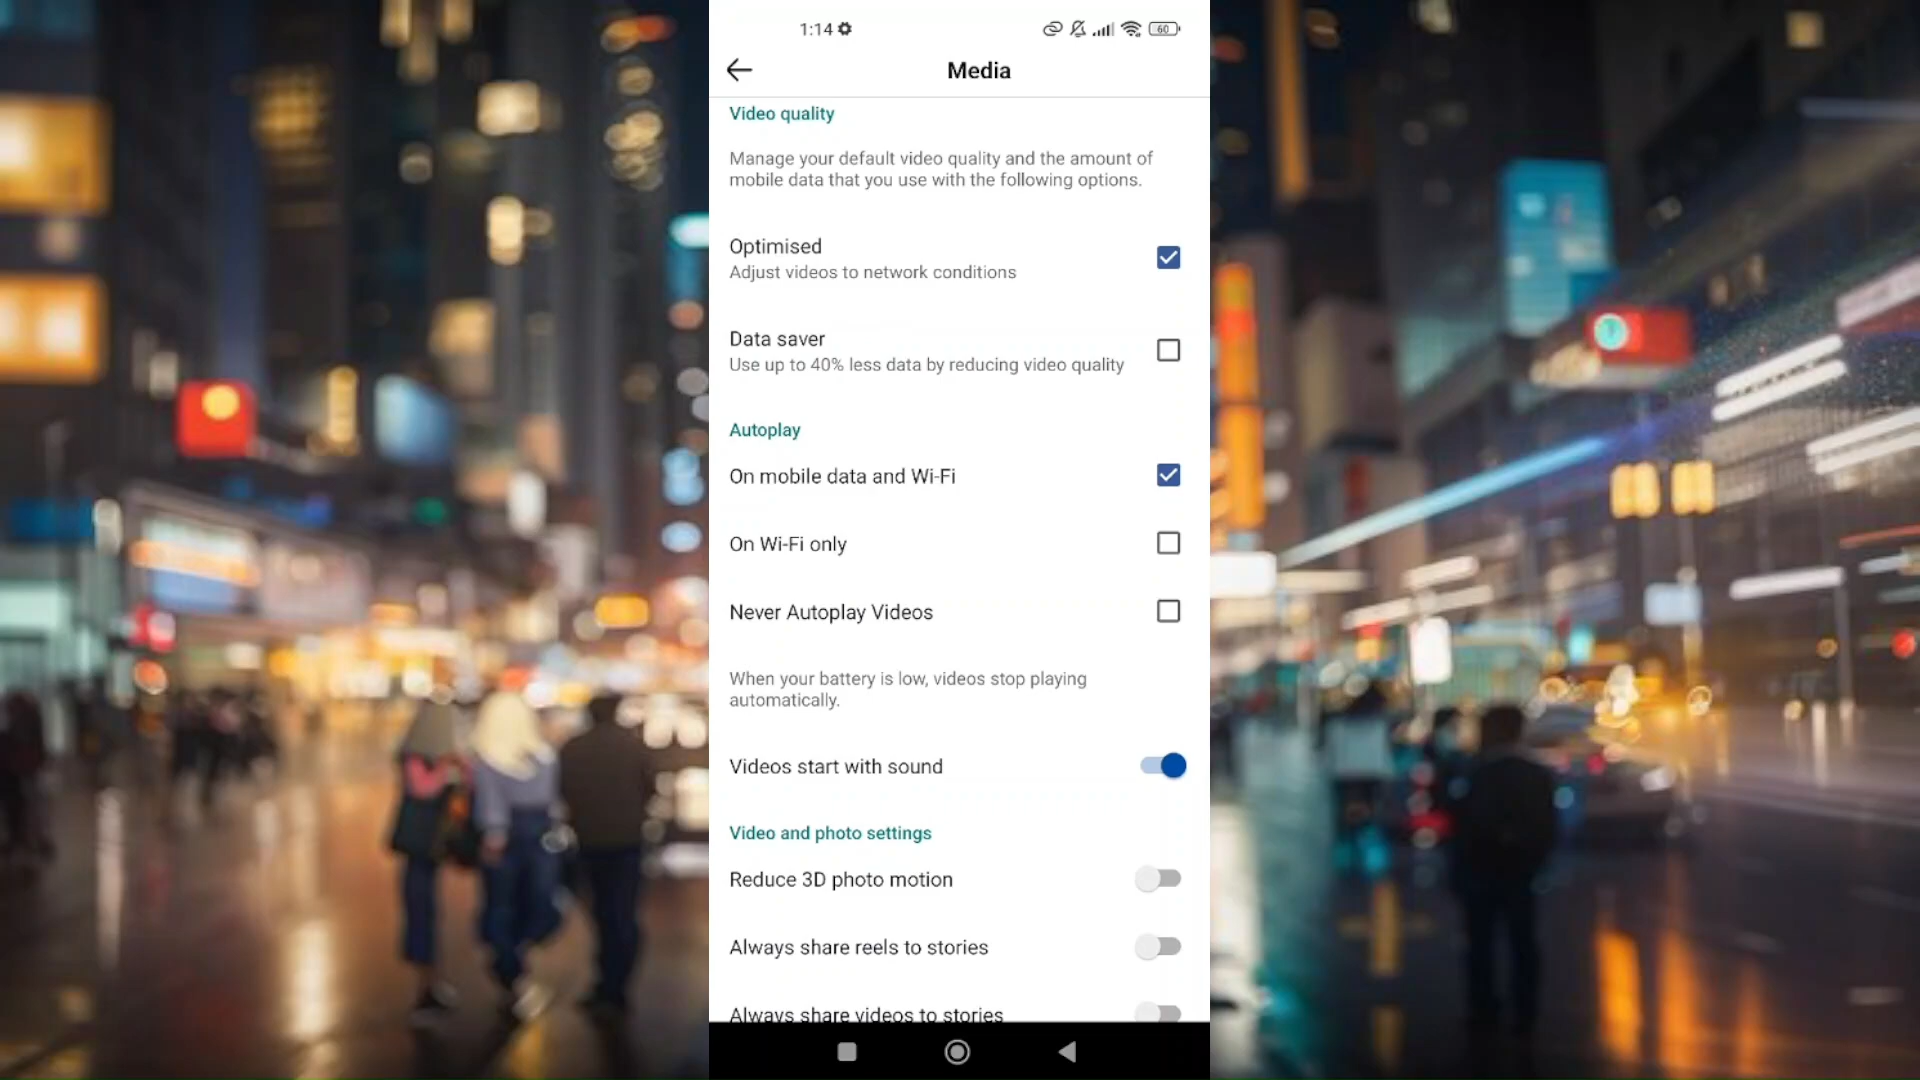 1:14
60
Media
Video quality
Manage your default video quality and the amount of
mobile data that you use with the following options.
Optimised
Adjust videos to network conditions
Data saver
Use up to 40% less data by reducing video quality
Autoplay
On mobile data and Wi-Fi
On Wi-Fi only
Never Autoplay Videos
When your battery is low, videos stop playing
automatically.
Videos start with sound
Video and photo settings
Reduce 3D photo motion
Always share reels to stories
Always share videos to stories